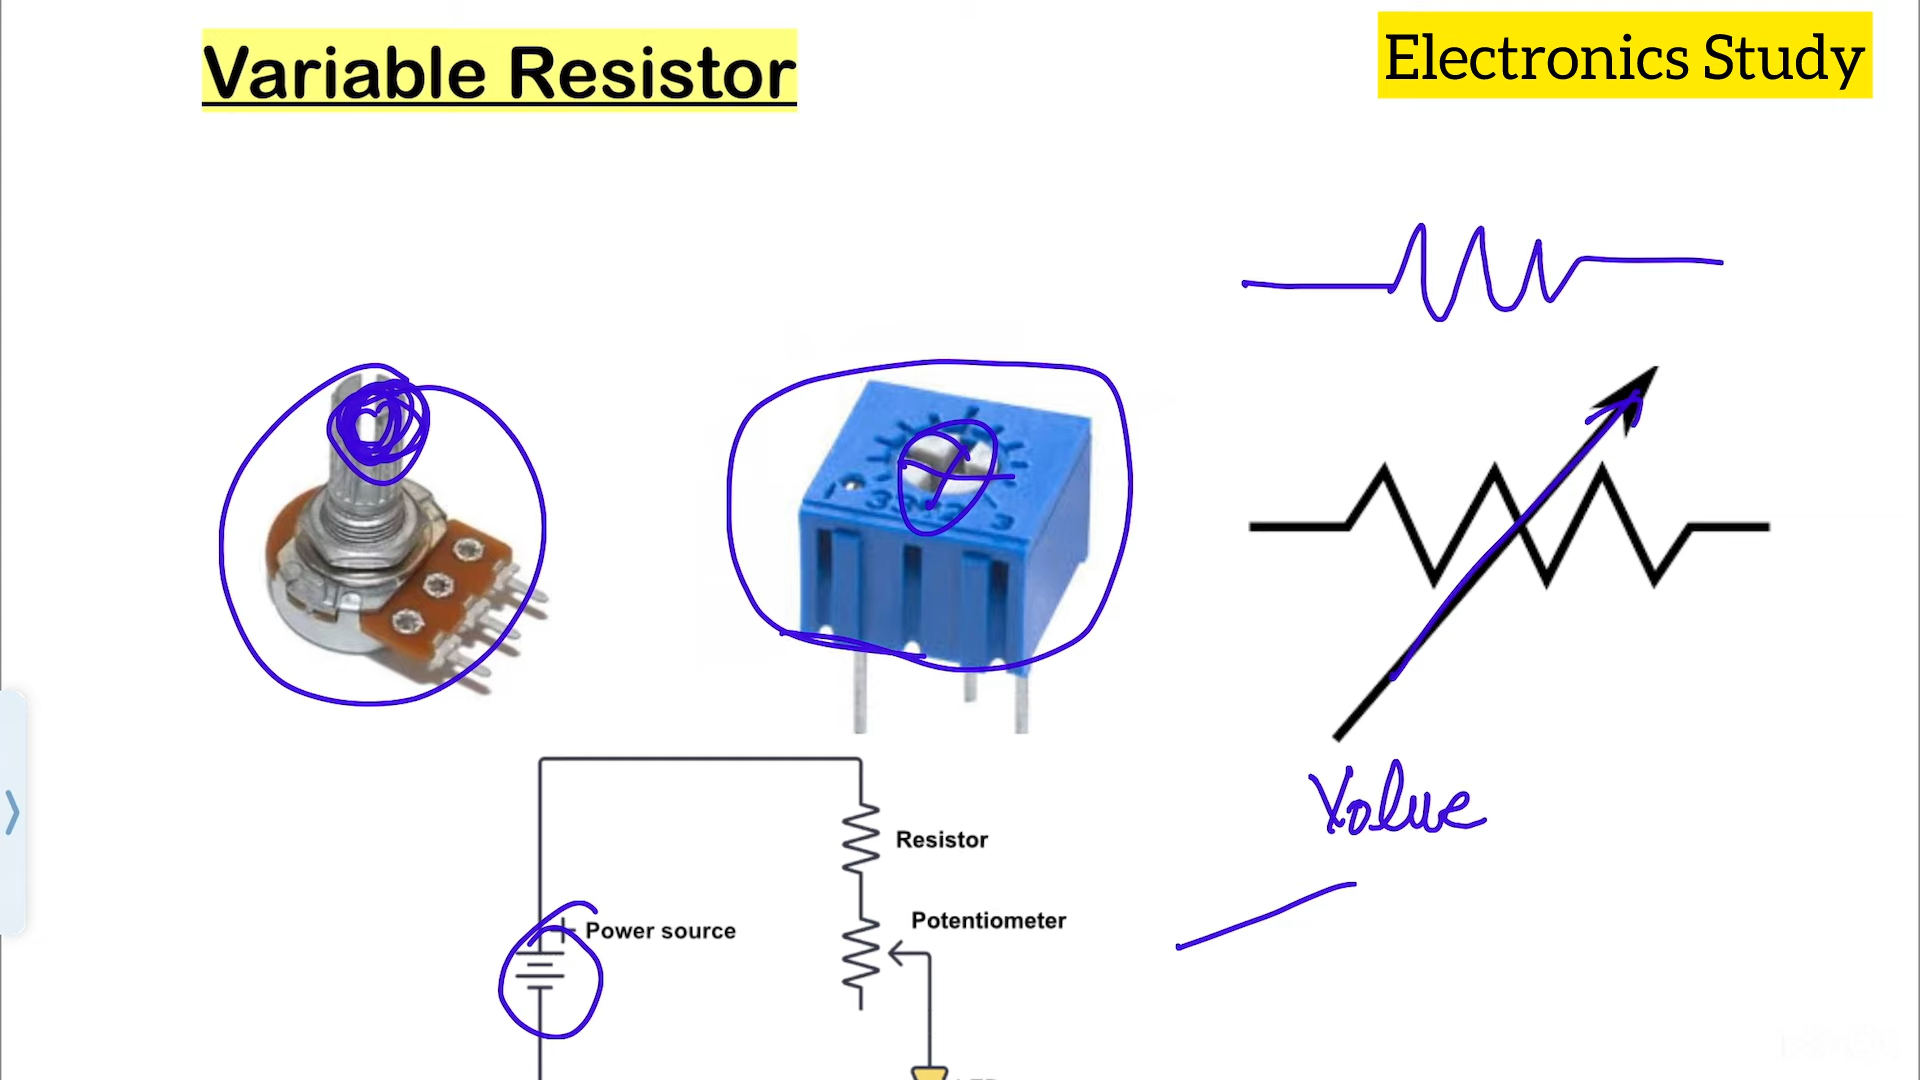 Variable Resistor
Electronics Study
Value
Resistor
Potentiometer
+ Power source